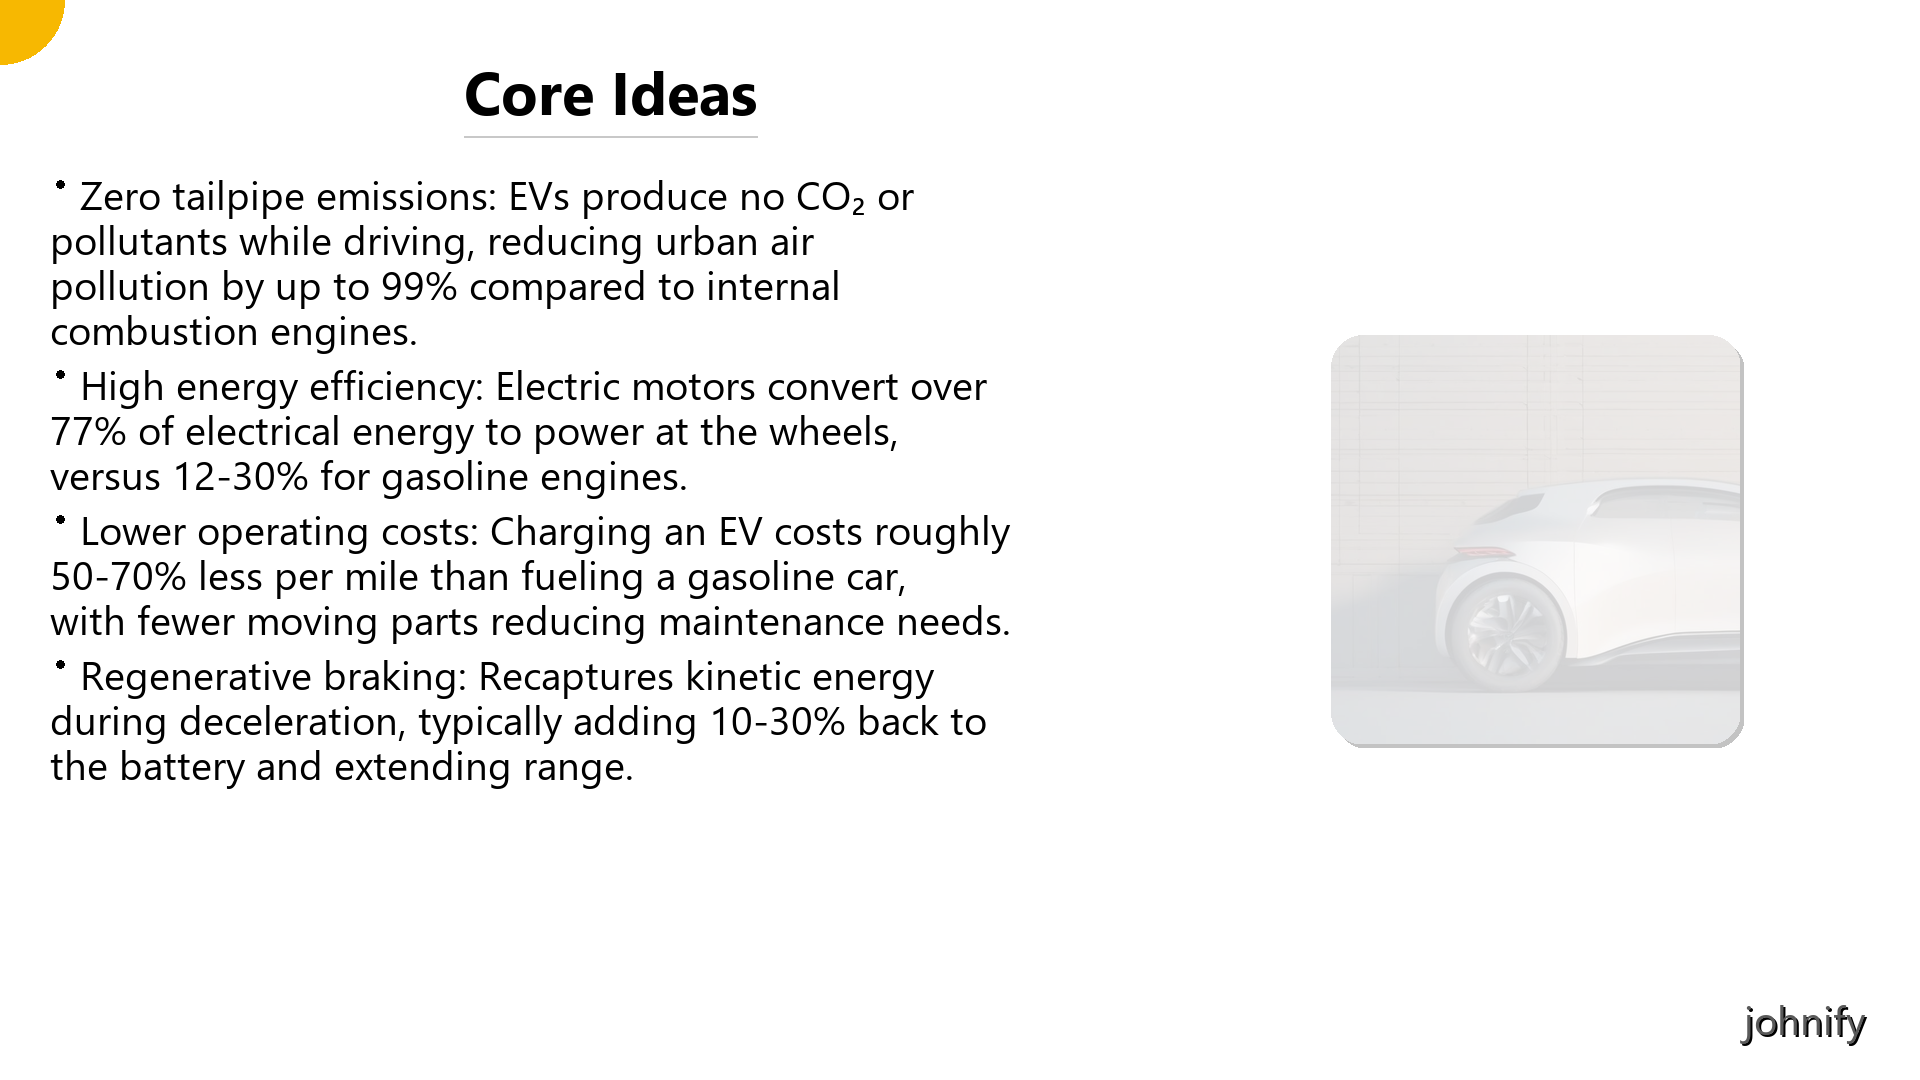 Core Ideas
• Zero tailpipe emissions: EVs produce no CO₂ or
pollutants while driving, reducing urban air
pollution by up to 99% compared to internal
combustion engines.
• High energy efficiency: Electric motors convert over
77% of electrical energy to power at the wheels,
versus 12-30% for gasoline engines.
• Lower operating costs: Charging an EV costs roughly
50-70% less per mile than fueling a gasoline car,
with fewer moving parts reducing maintenance needs.
• Regenerative braking: Recaptures kinetic energy
during deceleration, typically adding 10-30% back to
the battery and extending range.
johnify